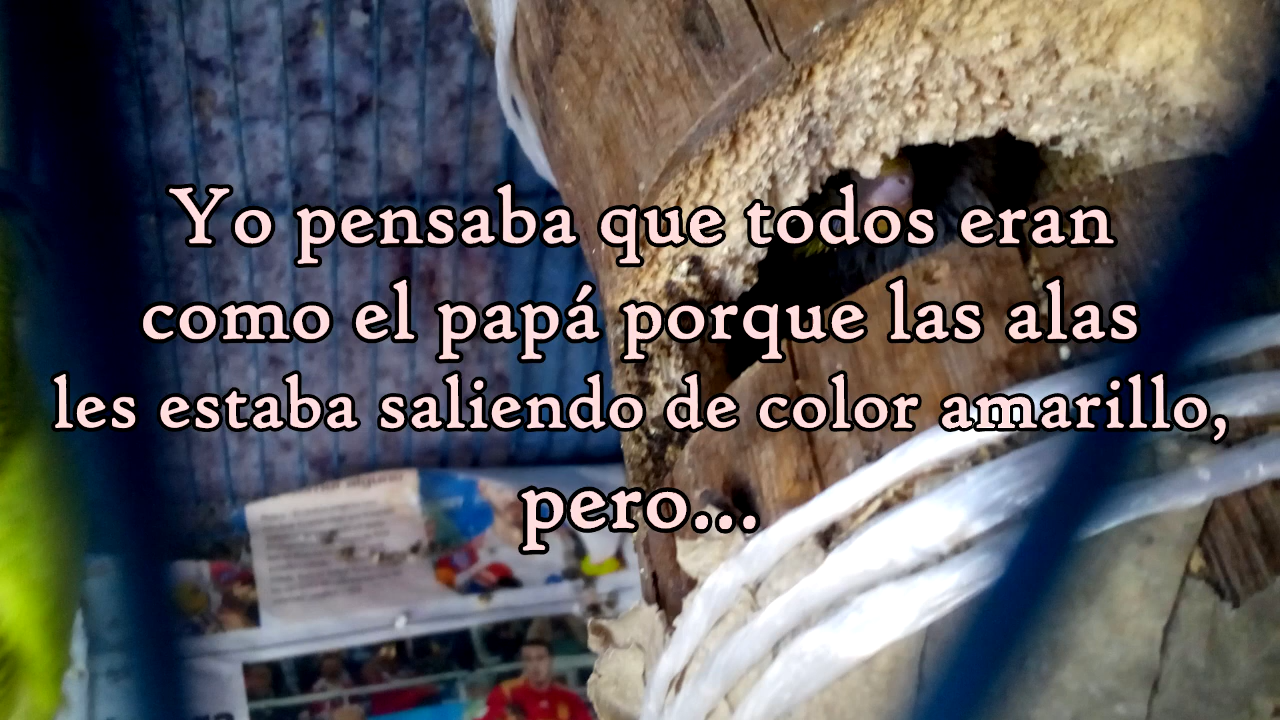 Yo pensaba que todos eran
como el papá porque las alas
les estaba saliendo de color amarillo,
pero...